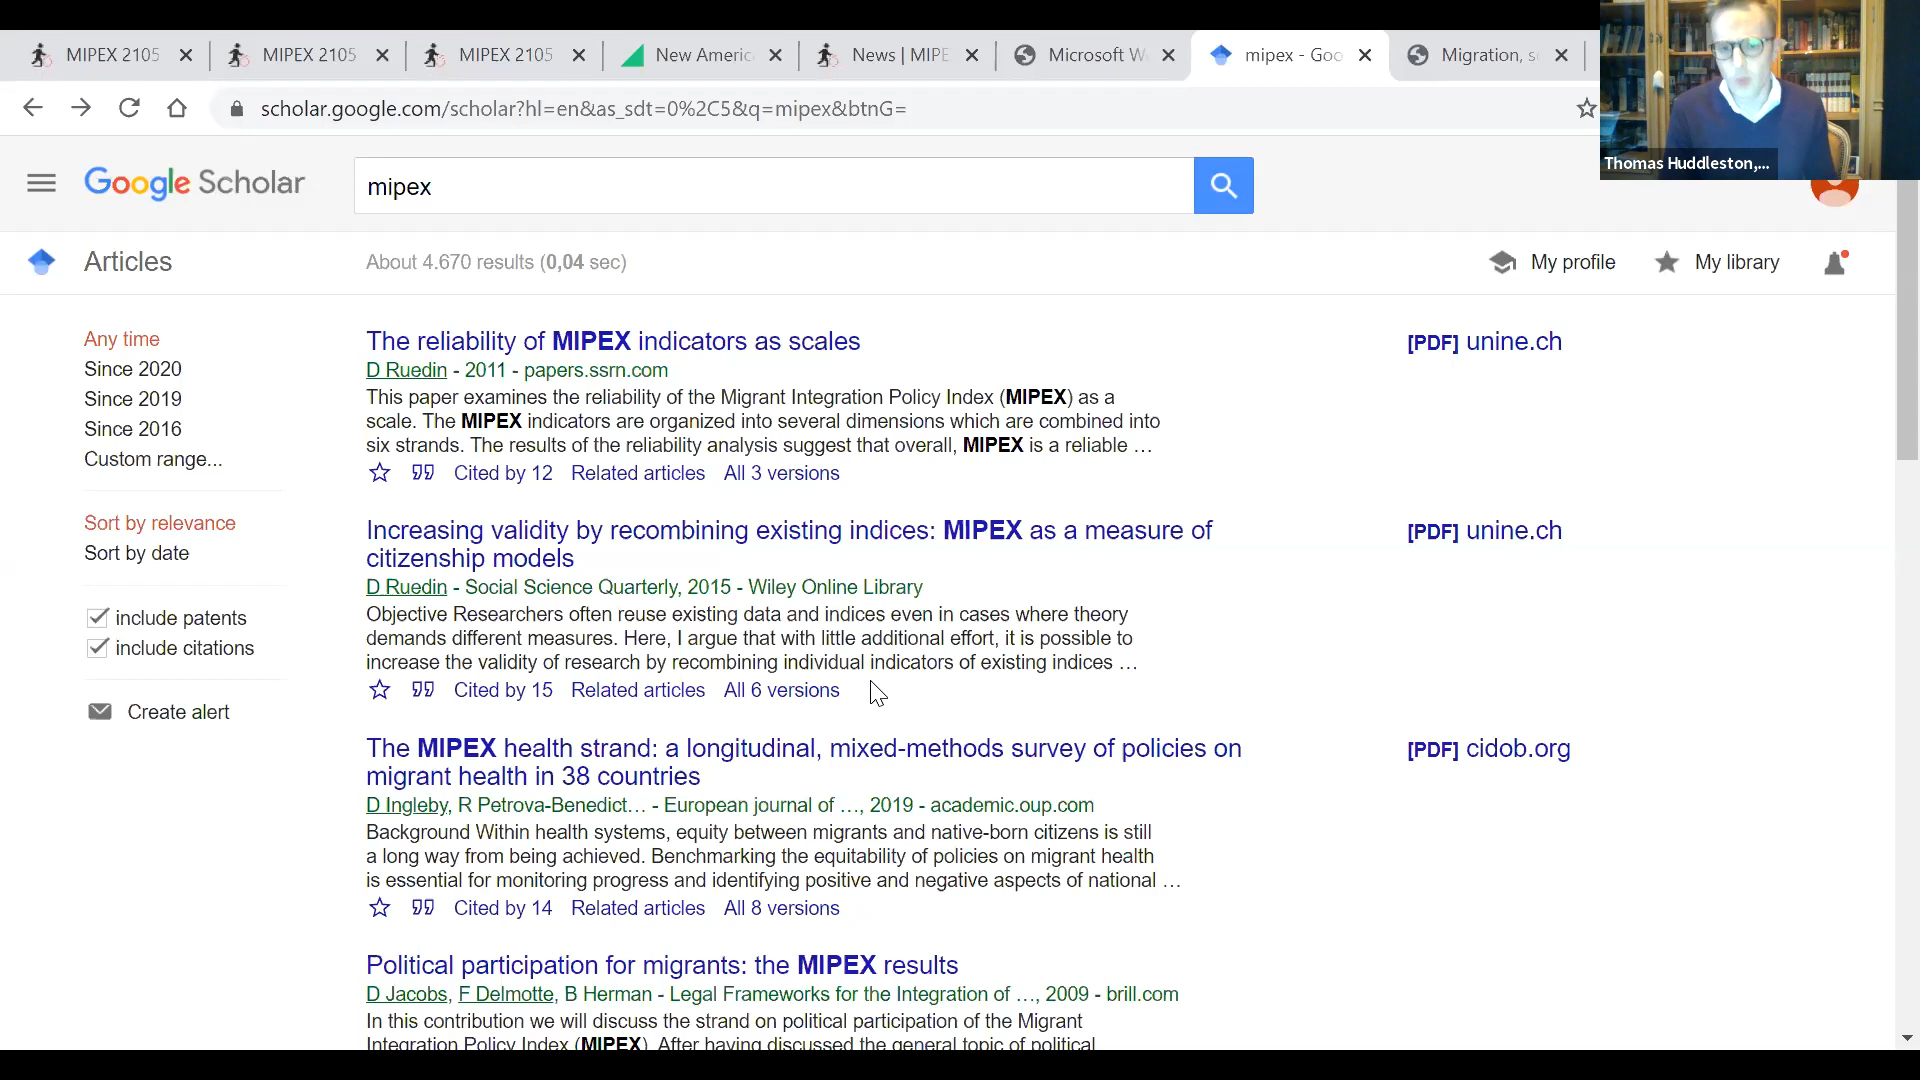 MIPEX 2105
MIPEX 2105
MIPEX 2105
New Americ
News | MIPE
Microsoft W
mipex - Goo
Migration, s
scholar.google.com/scholar?hl=en&as_sdt=0%2C5&q=mipex&btnG=
Thomas Huddleston,...
Google Scholar
mipex
Articles
About 4.670 results (0,04 sec)
My profile
My library
Any time
Since 2020
Since 2019
Since 2016
Custom range...
Sort by relevance
Sort by date
include patents
include citations
Create alert
The reliability of MIPEX indicators as scales
[PDF] unine.ch
D Ruedin - 2011 - papers.ssrn.com
This paper examines the reliability of the Migrant Integration Policy Index (MIPEX) as a
scale. The MIPEX indicators are organized into several dimensions which are combined into
six strands. The results of the reliability analysis suggest that overall, MIPEX is a reliable …
Cited by 12 Related articles All 3 versions
Increasing validity by recombining existing indices: MIPEX as a measure of
citizenship models
[PDF] unine.ch
D Ruedin - Social Science Quarterly, 2015 - Wiley Online Library
Objective Researchers often reuse existing data and indices even in cases where theory
demands different measures. Here, I argue that with little additional effort, it is possible to
increase the validity of research by recombining individual indicators of existing indices …
Cited by 15 Related articles All 6 versions
The MIPEX health strand: a longitudinal, mixed-methods survey of policies on
migrant health in 38 countries
[PDF] cidob.org
D Ingleby, R Petrova-Benedict… - European journal of …, 2019 - academic.oup.com
Background Within health systems, equity between migrants and native-born citizens is still
a long way from being achieved. Benchmarking the equitability of policies on migrant health
is essential for monitoring progress and identifying positive and negative aspects of national …
Cited by 14 Related articles All 8 versions
Political participation for migrants: the MIPEX results
D Jacobs, F Delmotte, B Herman - Legal Frameworks for the Integration of …, 2009 - brill.com
In this contribution we will discuss the strand on political participation of the Migrant
Integration Policy Index (MIPEX). After having discussed the general topic of political